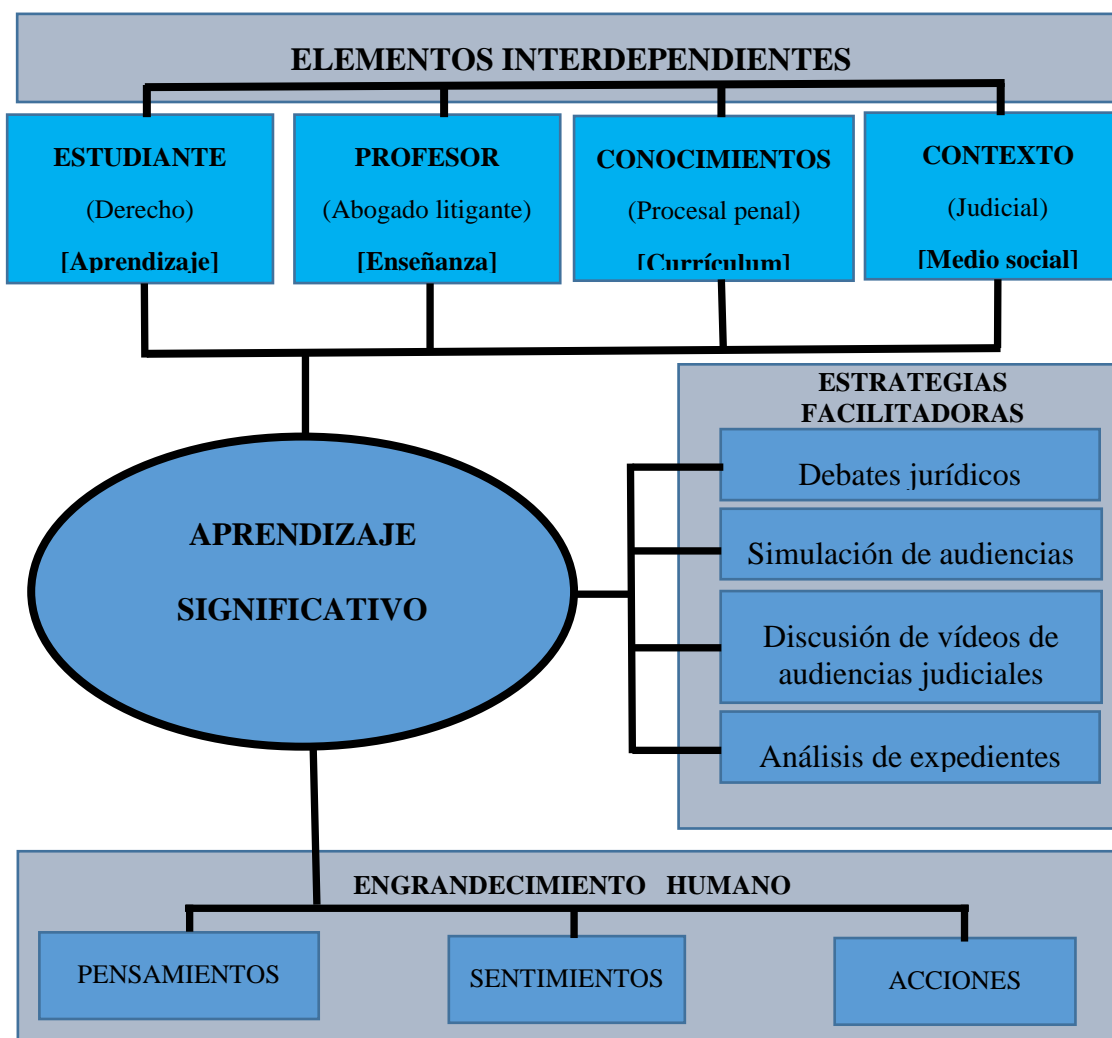 ELEMENTOS INTERDEPENDIENTES
ESTUDIANTE
(Derecho)
[Aprendizaje]
PROFESOR
(Abogado litigante)
[Enseñanza]
CONOCIMIENTOS
(Procesal penal)
[Currículum]
CONTEXTO
(Judicial)
[Medio social]
APRENDIZAJE
SIGNIFICATIVO
ESTRATEGIAS
FACILITADORAS
Debates jurídicos
Simulación de audiencias
Discusión de vídeos de
audiencias judiciales
Análisis de expedientes
ENGRANDECIMIENTO HUMANO
PENSAMIENTOS
SENTIMIENTOS
ACCIONES